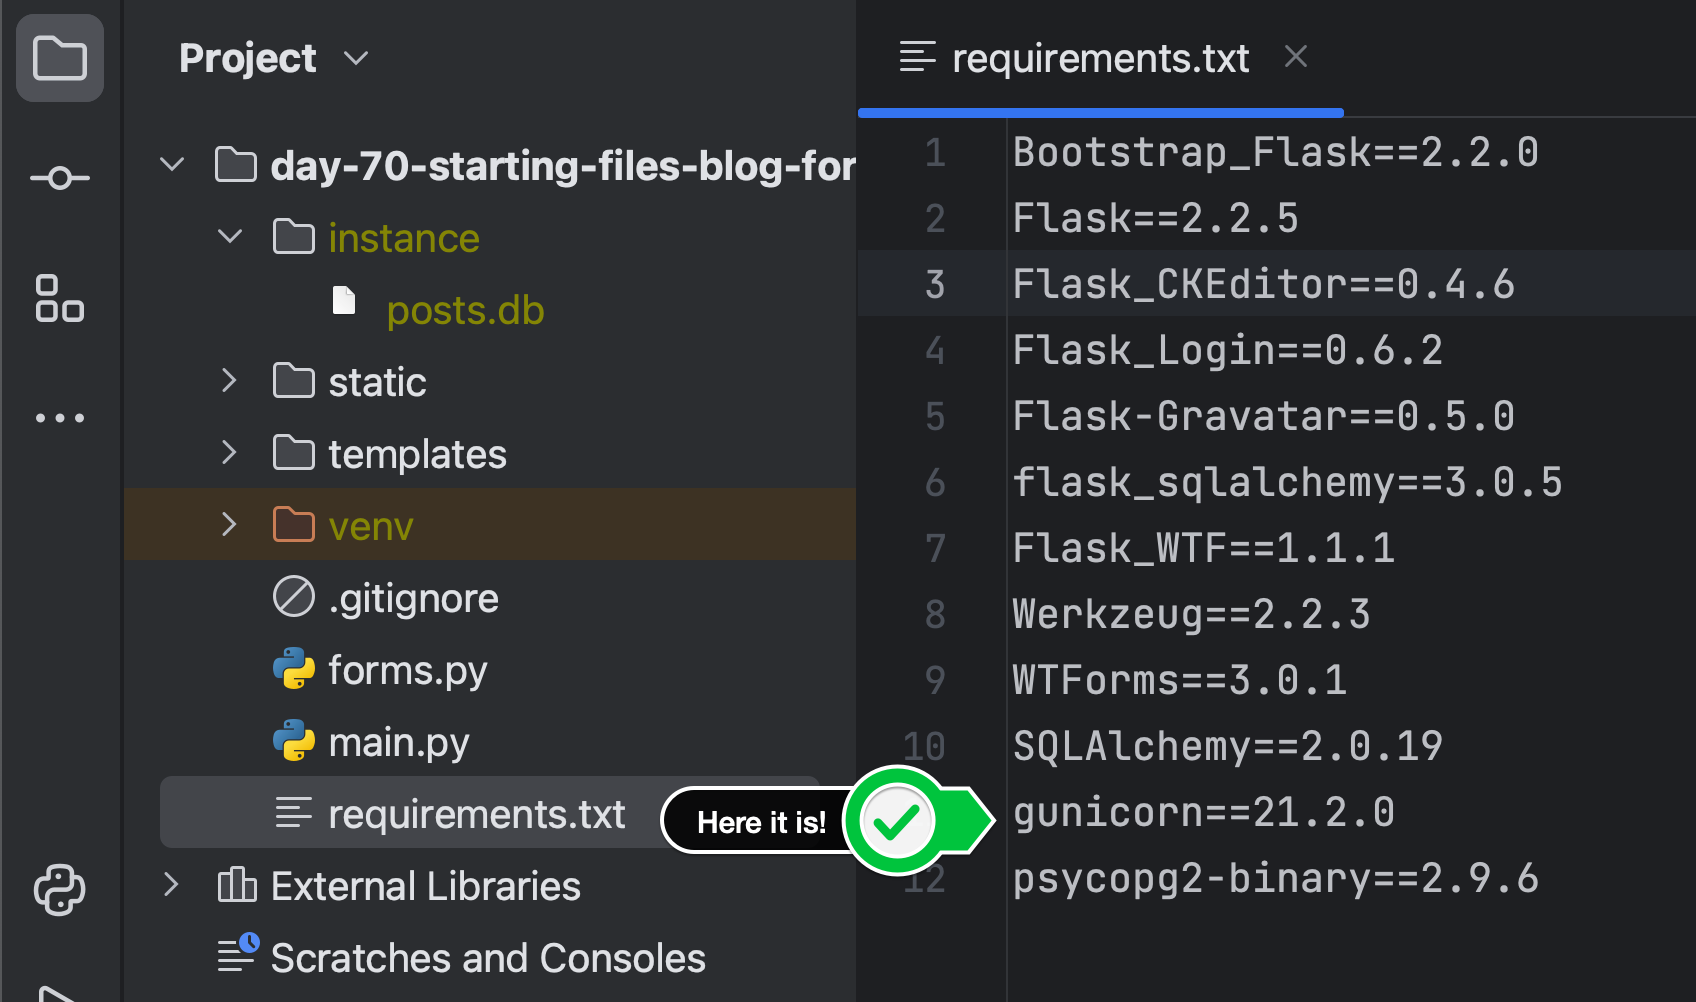 Project
day-70-starting-files-blog-for
instance
posts.db
static
templates
venv
.gitignore
forms.py
main.py
requirements.txt
External Libraries
Scratches and Consoles
Here it is!
requirements.txt
1 Bootstrap_Flask==2.2.0
2 Flask==2.2.5
3 Flask_CKEditor==0.4.6
4 Flask_Login==0.6.2
5 Flask-Gravatar==0.5.0
6 flask_sqlalchemy==3.0.5
7 Flask_WTF==1.1.1
8 Werkzeug==2.2.3
9 WTForms==3.0.1
10 SQLAlchemy==2.0.19
gunicorn==21.2.0
12 psycopg2-binary==2.9.6